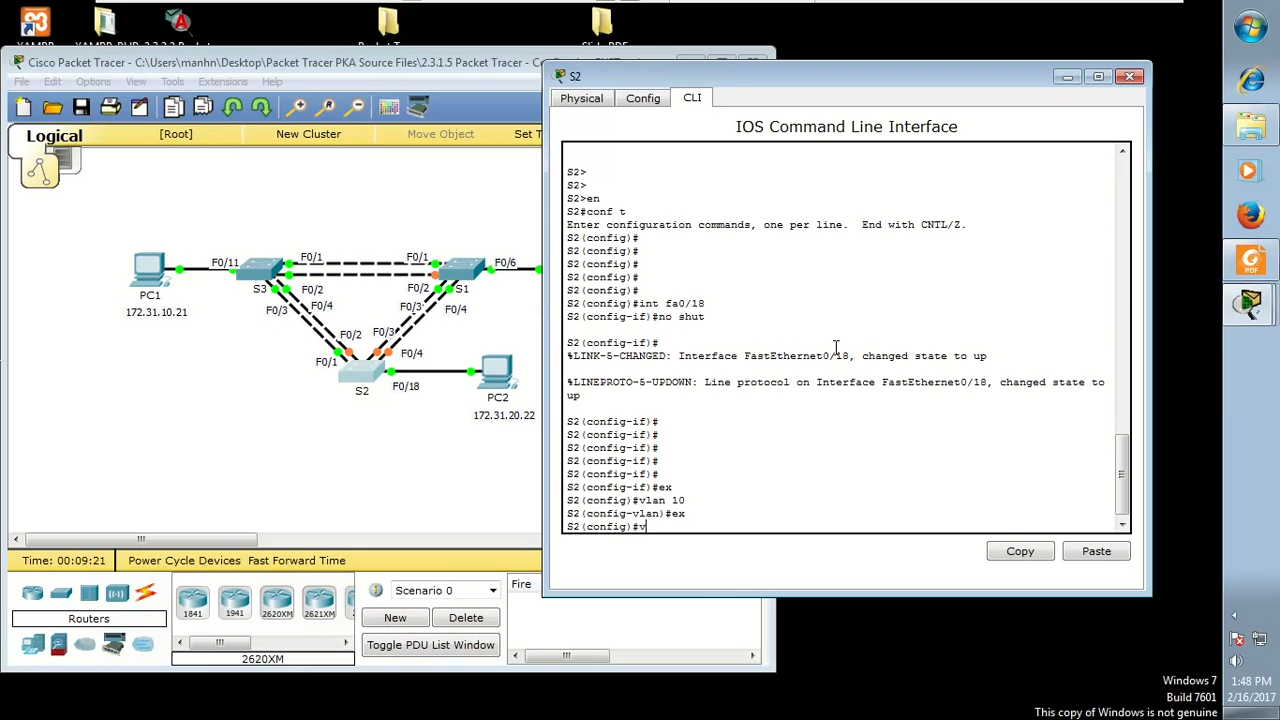 Cisco Packet Tracer - C:\Users\manhn\Desktop\Packet Tracer PKA Source Files\2.3.1.5 Packet Tracer - C
File Edit Options View Tools Extensions Help
Logical
[Root]
New Cluster
Move Object
Set T
F0/11
F0/1
F0/1
F0/6
PC1
172.31.10.21
S3
F0/2
F0/2
S1
F0/3
F0/4
F0/4
F0/2
F0/3
F0/1
F0/4
S2
F0/18
PC2
172.31.20.22
Time: 00:09:21
Power Cycle Devices Fast Forward Time
Routers
1841
1941
2620XM
2621XM
2620XM
Scenario 0
New
Delete
Toggle PDU List Window
Fire
S2
Physical
Config
CLI
IOS Command Line Interface
S2>
S2>
S2>en
S2#conf t
Enter configuration commands, one per line. End with CNTL/Z.
S2(config)#
S2(config)#
S2(config)#
S2(config)#
S2(config)#
S2(config)#int fa0/18
S2(config-if)#no shut
S2(config-if)#
%LINK-5-CHANGED: Interface FastEthernet0/18, changed state to up
%LINEPROTO-5-UPDOWN: Line protocol on Interface FastEthernet0/18, changed state to
up
S2(config-if)#
S2(config-if)#
S2(config-if)#
S2(config-if)#
S2(config-if)#
S2(config-if)#ex
S2(config)#vlan 10
S2(config-vlan)#ex
S2(config)#v
Copy
Paste
1:48 PM
2/16/2017
Windows 7
Build 7601
This copy of Windows is not genuine